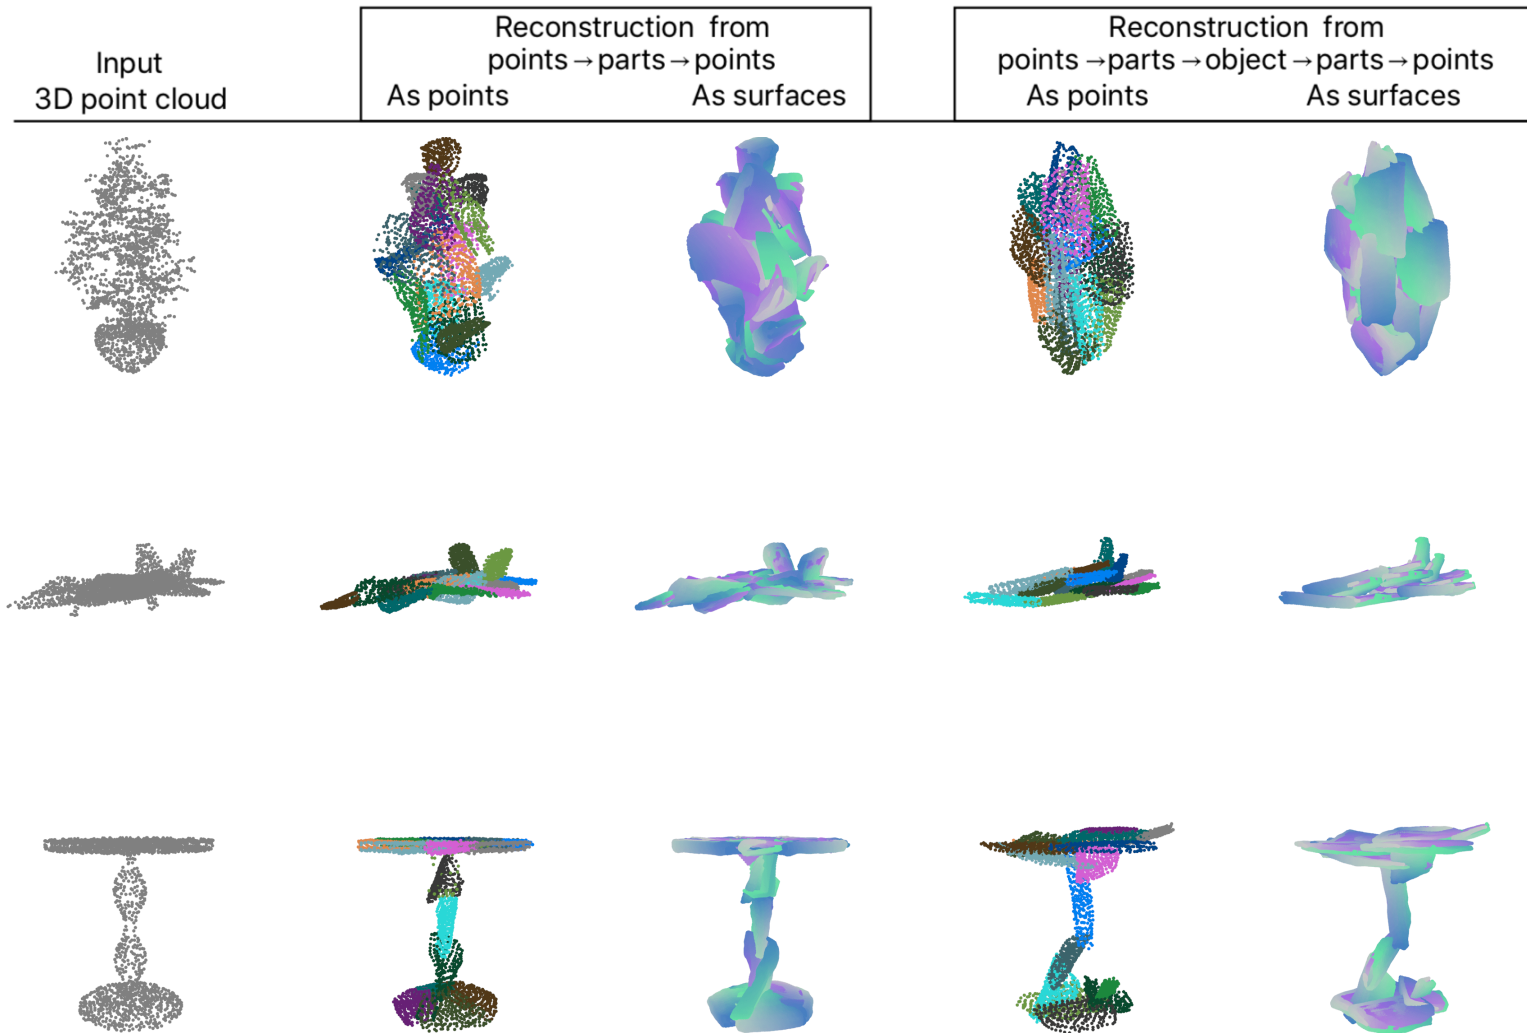 Input
3D point cloud
Reconstruction from
points→parts→points
As points
As surfaces
Reconstruction from
points→parts→object→parts→points
As points
As surfaces